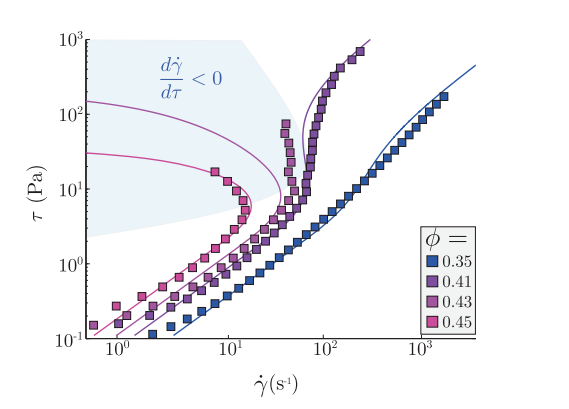 10³
dγ̇/dτ < 0
10²
τ (Pa)
10¹
10⁰
10⁻¹
ϕ =
0.35
0.41
0.43
0.45
10⁰ 10¹ 10² 10³
γ̇ (s⁻¹)